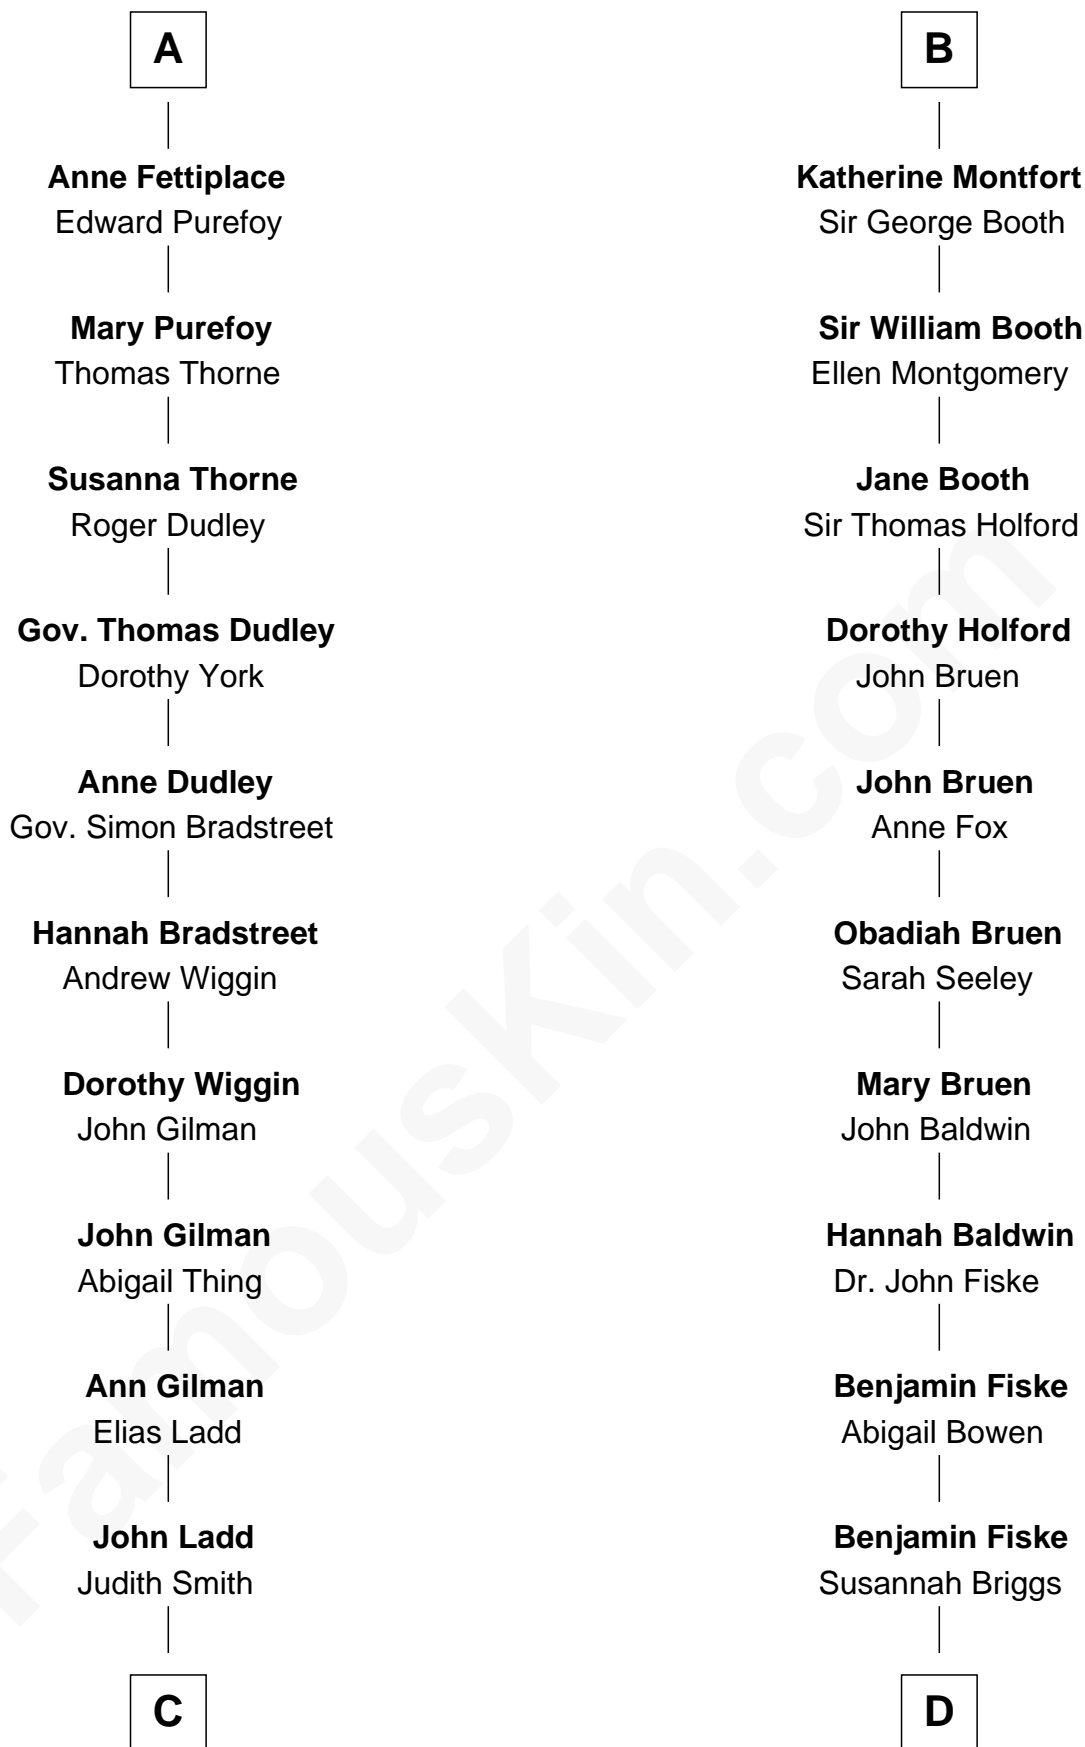 A
Anne Fettiplace
Edward Purefoy
Mary Purefoy
Thomas Thorne
Susanna Thorne
Roger Dudley
Gov. Thomas Dudley
Dorothy York
Anne Dudley
Gov. Simon Bradstreet
Hannah Bradstreet
Andrew Wiggin
Dorothy Wiggin
John Gilman
John Gilman
Abigail Thing
Ann Gilman
Elias Ladd
John Ladd
Judith Smith
C
B
Katherine Montfort
Sir George Booth
Sir William Booth
Ellen Montgomery
Jane Booth
Sir Thomas Holford
Dorothy Holford
John Bruen
John Bruen
Anne Fox
Obadiah Bruen
Sarah Seeley
Mary Bruen
John Baldwin
Hannah Baldwin
Dr. John Fiske
Benjamin Fiske
Abigail Bowen
Benjamin Fiske
Susannah Briggs
D
FamousKin.com